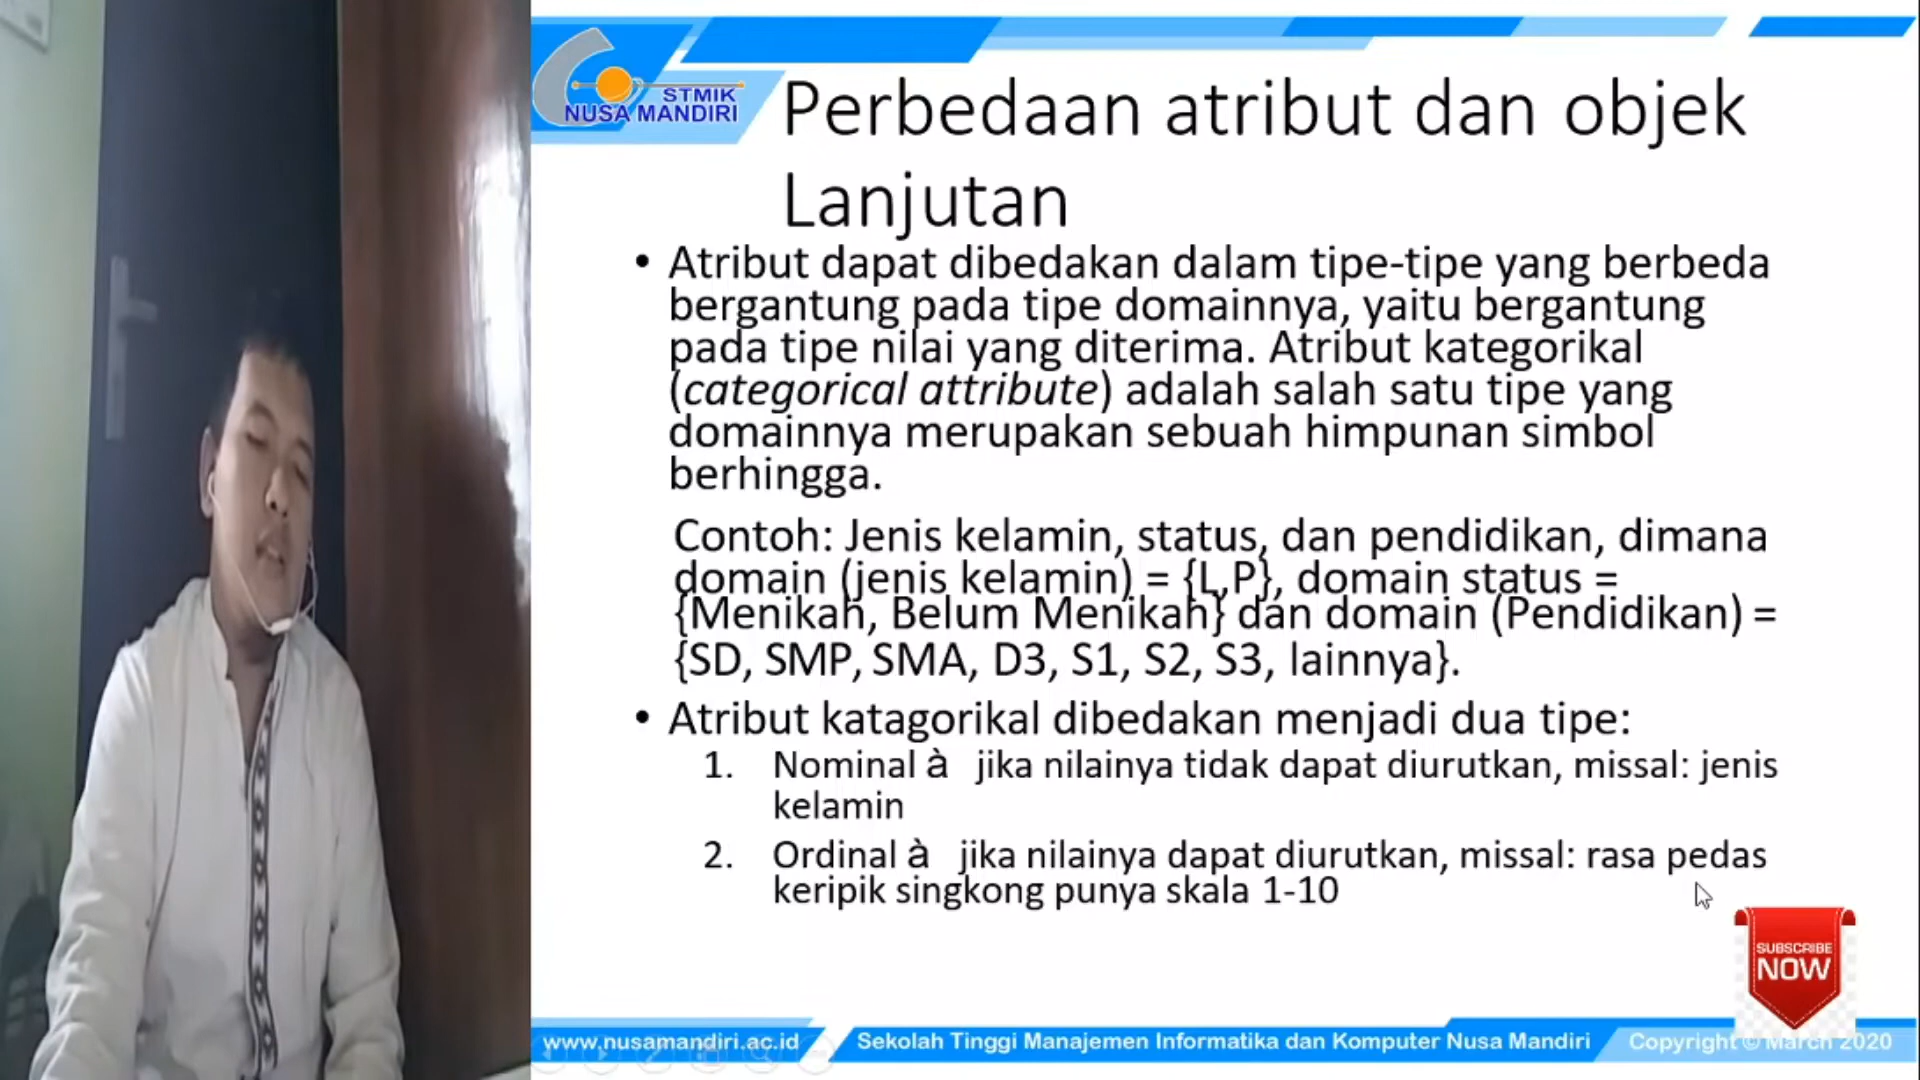 STMIK
NUSA MANDIRI
Perbedaan atribut dan objek
Lanjutan
• Atribut dapat dibedakan dalam tipe-tipe yang berbeda
bergantung pada tipe domainnya, yaitu bergantung
pada tipe nilai yang diterima. Atribut kategorikal
(categorical attribute) adalah salah satu tipe yang
domainnya merupakan sebuah himpunan simbol
berhingga.
Contoh: Jenis kelamin, status, dan pendidikan, dimana
domain (jenis kelamin) = {L,P}, domain status =
{Menikah, Belum Menikah} dan domain (Pendidikan) =
{SD, SMP, SMA, D3, S1, S2, S3, lainnya}.
• Atribut katagorikal dibedakan menjadi dua tipe:
1. Nominal à jika nilainya tidak dapat diurutkan, missal: jenis
kelamin
2. Ordinal à jika nilainya dapat diurutkan, missal: rasa pedas
keripik singkong punya skala 1-10
SUBSCRIBE
NOW
www.nusamandiri.ac.id
Sekolah Tinggi Manajemen Informatika dan Komputer Nusa Mandiri
Copyright © March 2020